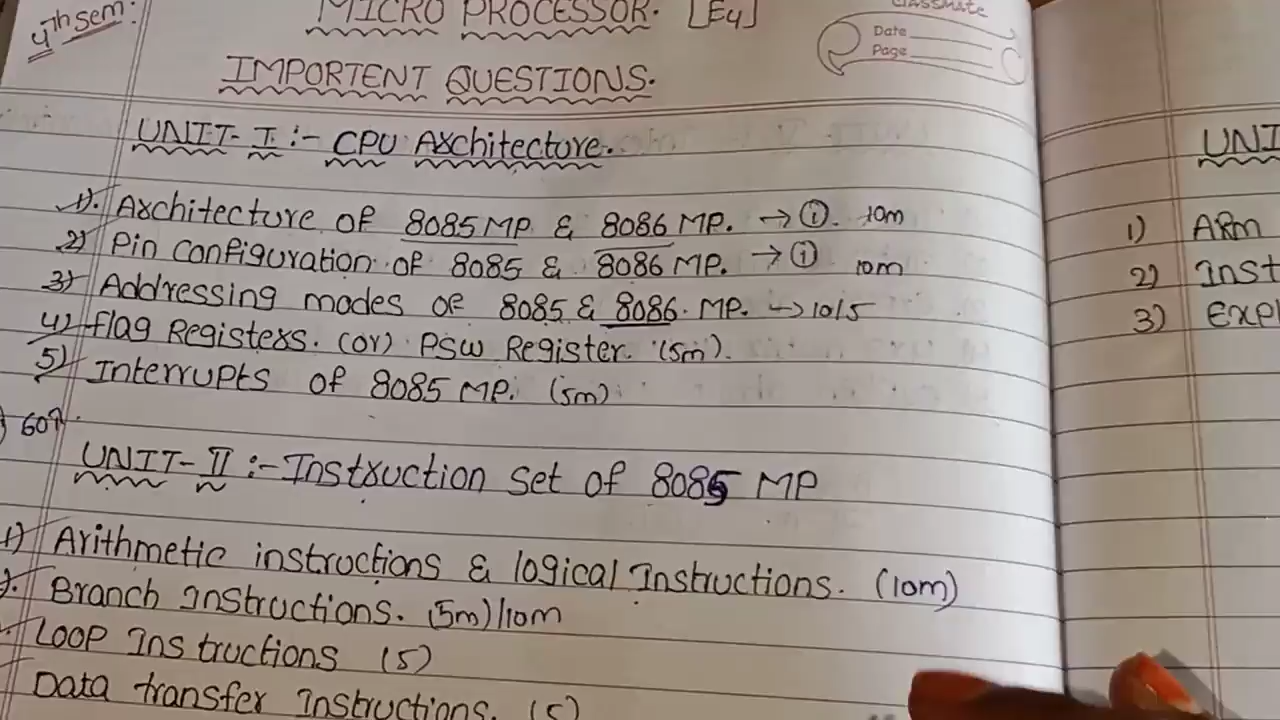 4th sem:
MICRO PROCESSOR. [E4]
classmate
Date
Page
IMPORTENT QUESTIONS.
UNIT-I :- CPU Architecture.
1). Architecture of 8085 MP & 8086 MP. → ①. 10m
2) Pin configuration of 8085 & 8086 MP. → ① 10m
3) Addressing modes of 8085 & 8086. MP. → 10/5
4) flag Registers. (or) PSW Register. (5m).
5) Interrupts of 8085 MP. (5m)
UNIT-II :- Instruction set of 8085 MP
1) Arithmetic instructions & logical Instructions. (10m)
Branch Instructions. (5m)/10m
Loop Instructions (5)
Data transfer Instructions. (5)
UNI
1) ARM
2) Inst
3) Expl